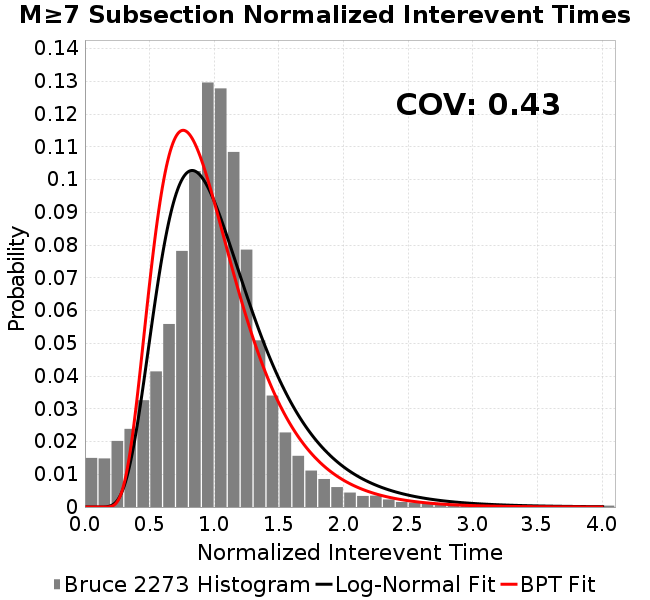 M≥7 Subsection Normalized Interevent Times
COV: 0.43
Probability
0.14
0.13
0.12
0.11
0.1
0.09
0.08
0.07
0.06
0.05
0.04
0.03
0.02
0.01
0
0.0 0.5 1.0 1.5 2.0 2.5 3.0 3.5 4.0
Normalized Interevent Time
Bruce 2273 Histogram Log-Normal Fit BPT Fit